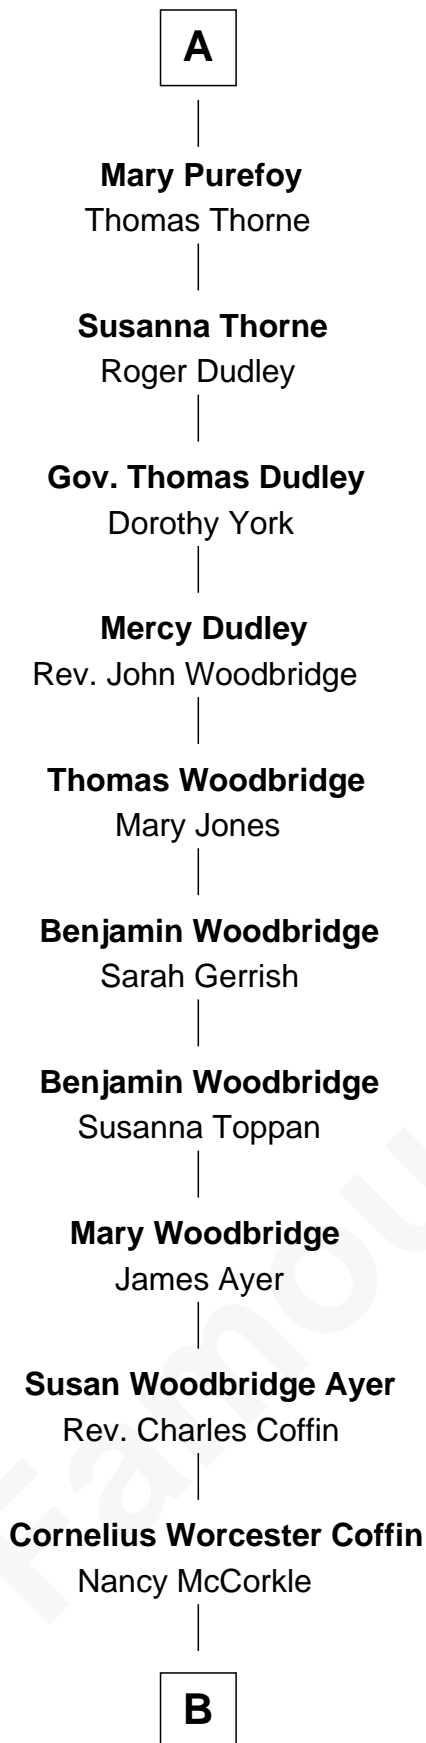 A
Mary Purefoy
Thomas Thorne
Susanna Thorne
Roger Dudley
Gov. Thomas Dudley
Dorothy York
Mercy Dudley
Rev. John Woodbridge
Thomas Woodbridge
Mary Jones
Benjamin Woodbridge
Sarah Gerrish
Benjamin Woodbridge
Susanna Toppan
Mary Woodbridge
James Ayer
Susan Woodbridge Ayer
Rev. Charles Coffin
Cornelius Worcester Coffin
Nancy McCorkle
B
Famou